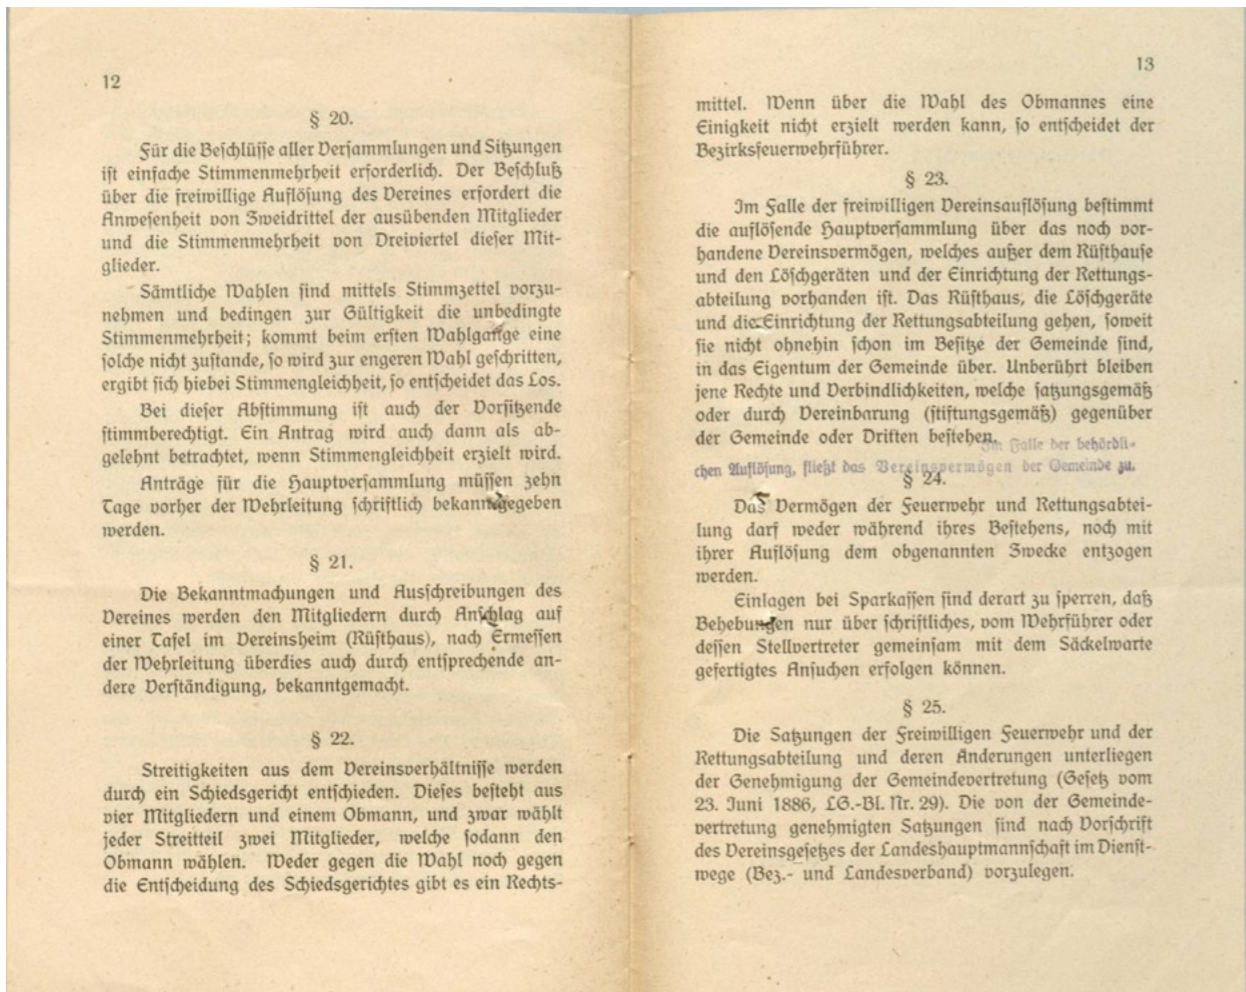 12
§ 20.
Für die Beschlüsse aller Versammlungen und Sitzungen
ist einfache Stimmenmehrheit erforderlich. Der Beschluß
über die freiwillige Auflösung des Vereines erfordert die
Anwesenheit von Zweidrittel der ausübenden Mitglieder
und die Stimmenmehrheit von Dreiviertel dieser Mit-
glieder.
Sämtliche Wahlen sind mittels Stimmzettel vorzu-
nehmen und bedingen zur Gültigkeit die unbedingte
Stimmenmehrheit; kommt beim ersten Wahlgange eine
solche nicht zustande, so wird zur engeren Wahl geschritten,
ergibt sich hiebei Stimmengleichheit, so entscheidet das Los.
Bei dieser Abstimmung ist auch der Vorsitzende
stimmberechtigt. Ein Antrag wird auch dann als ab-
gelehnt betrachtet, wenn Stimmengleichheit erzielt wird.
Anträge für die Hauptversammlung müssen zehn
Tage vorher der Wehrleitung schriftlich bekanntgegeben
werden.
§ 21.
Die Bekanntmachungen und Ausschreibungen des
Vereines werden den Mitgliedern durch Anschlag auf
einer Tafel im Vereinsheim (Rüsthaus), nach Ermessen
der Wehrleitung überdies auch durch entsprechende an-
dere Verständigung, bekanntgemacht.
§ 22.
Streitigkeiten aus dem Vereinsverhältnisse werden
durch ein Schiedsgericht entschieden. Dieses besteht aus
vier Mitgliedern und einem Obmann, und zwar wählt
jeder Streitteil zwei Mitglieder, welche sodann den
Obmann wählen. Weder gegen die Wahl noch gegen
die Entscheidung des Schiedsgerichtes gibt es ein Rechts-
13
mittel. Wenn über die Wahl des Obmannes eine
Einigkeit nicht erzielt werden kann, so entscheidet der
Bezirksfeuerwehrführer.
§ 23.
Im Falle der freiwilligen Vereinsauflösung bestimmt
die auflösende Hauptversammlung über das noch vor-
handene Vereinsvermögen, welches außer dem Rüsthause
und den Löschgeräten und der Einrichtung der Rettungs-
abteilung vorhanden ist. Das Rüsthaus, die Löschgeräte
und die Einrichtung der Rettungsabteilung gehen, soweit
sie nicht ohnehin schon im Besitze der Gemeinde sind,
in das Eigentum der Gemeinde über. Unberührt bleiben
jene Rechte und Verbindlichkeiten, welche satzungsgemäß
oder durch Vereinbarung (stiftungsgemäß) gegenüber
der Gemeinde oder Dritten bestehen.
Im Falle der behördli-
chen Auflösung, fließt das Vereinsvermögen der Gemeinde zu.
§ 24.
Das Vermögen der Feuerwehr und Rettungsabtei-
lung darf weder während ihres Bestehens, noch mit
ihrer Auflösung dem obgenannten Zwecke entzogen
werden.
Einlagen bei Sparkassen sind derart zu sperren, daß
Behebungen nur über schriftliches, vom Wehrführer oder
dessen Stellvertreter gemeinsam mit dem Säckelwarte
gefertigtes Ansuchen erfolgen können.
§ 25.
Die Satzungen der Freiwilligen Feuerwehr und der
Rettungsabteilung und deren Änderungen unterliegen
der Genehmigung der Gemeindevertretung (Gesetz vom
23. Juni 1886, LG.-Bl. Nr. 29). Die von der Gemeinde-
vertretung genehmigten Satzungen sind nach Vorschrift
des Vereinsgesetzes der Landeshauptmannschaft im Dienst-
wege (Bez.- und Landesverband) vorzulegen.